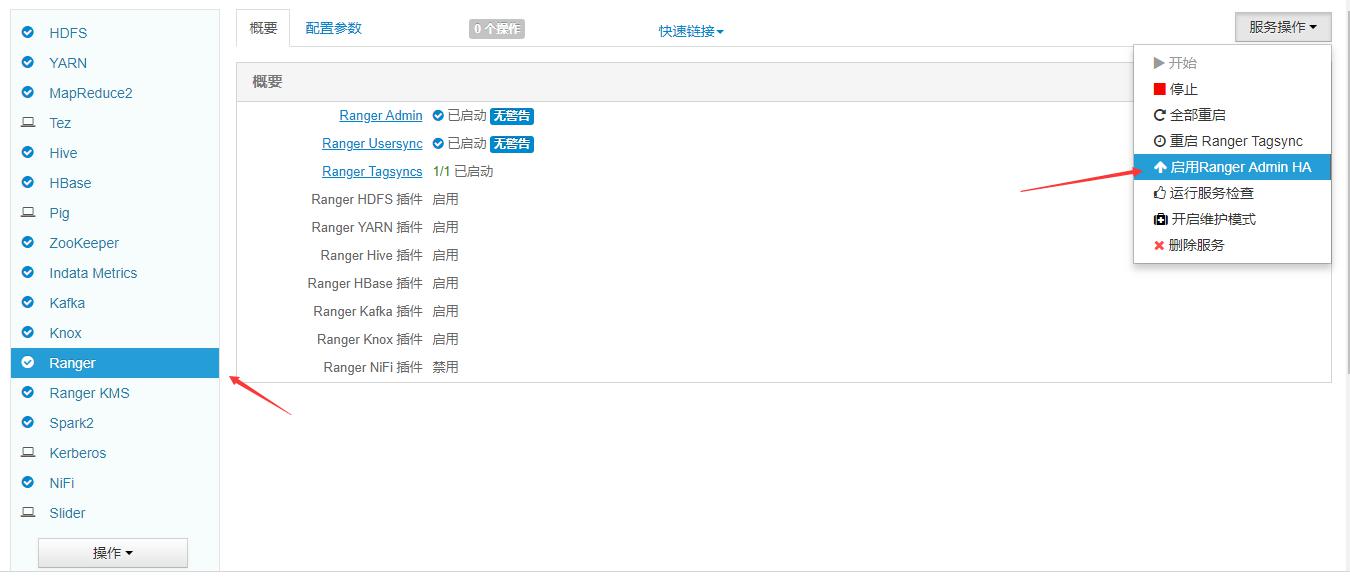 HDFS
YARN
MapReduce2
Tez
Hive
HBase
Pig
ZooKeeper
Indata Metrics
Kafka
Knox
Ranger
Ranger KMS
Spark2
Kerberos
NiFi
Slider
操作
概要 配置参数 0 个操作 快速链接 服务操作
概要
Ranger Admin 已启动 无警告
Ranger Usersync 已启动 无警告
Ranger Tagsyncs 1/1 已启动
Ranger HDFS 插件 启用
Ranger YARN 插件 启用
Ranger Hive 插件 启用
Ranger HBase 插件 启用
Ranger Kafka 插件 启用
Ranger Knox 插件 启用
Ranger NiFi 插件 禁用
开始
停止
全部重启
重启 Ranger Tagsync
启用Ranger Admin HA
运行服务检查
开启维护模式
删除服务